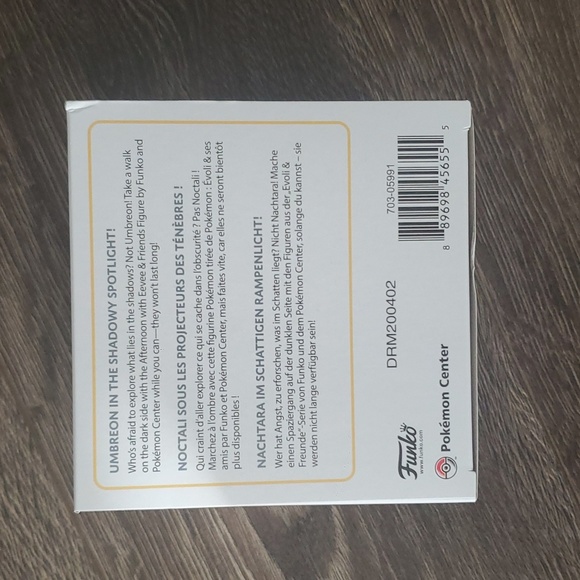 UMBREON IN THE SHADOWY SPOTLIGHT!
Who's afraid to explore what lies in the shadows? Not Umbreon! Take a walk
on the dark side with the Afternoon with Eevee & Friends Figure by Funko and
Pokémon Center while you can—they won't last long!
NOCTALI SOUS LES PROJECTEURS DES TÉNÈBRES !
Qui craint d'aller explorer ce qui se cache dans l'obscurité ? Pas Noctali !
Marchez à l'ombre avec cette figurine Pokémon tirée de Pokémon : Évoli & ses
amis par Funko et Pokémon Center, mais faites vite, car elles ne seront bientôt
plus disponibles !
NACHTARA IM SCHATTIGEN RAMPENLICHT!
Wer hat Angst, zu erforschen, was im Schatten liegt? Nicht Nachtara! Mache
einen Spaziergang auf der dunklen Seite mit den Figuren aus der „Evoli &
Freunde“-Serie von Funko und dem Pokémon Center, solange du kannst – sie
werden nicht lange verfügbar sein!
DRM200402
703-05991
8 89698 45655 5
Funko
www.funko.com
Pokémon Center